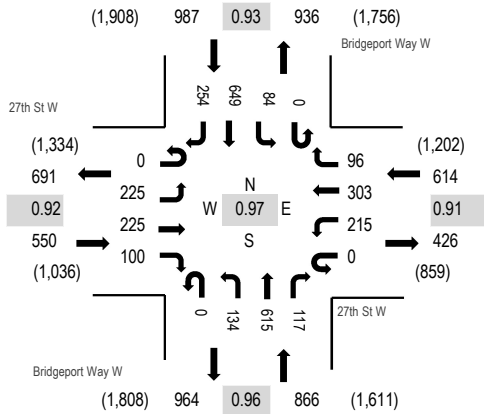 (1,908) 987 0.93 936 (1,756)
Bridgeport Way W
27th St W
254 649 84 0
(1,334)
691
0.92
550
(1,036)
0
225
225
100
N
W 0.97 E
S
96
303
215
0
(1,202)
614
0.91
426
(859)
0 134 615 117
27th St W
Bridgeport Way W
(1,808) 964 0.96 866 (1,611)